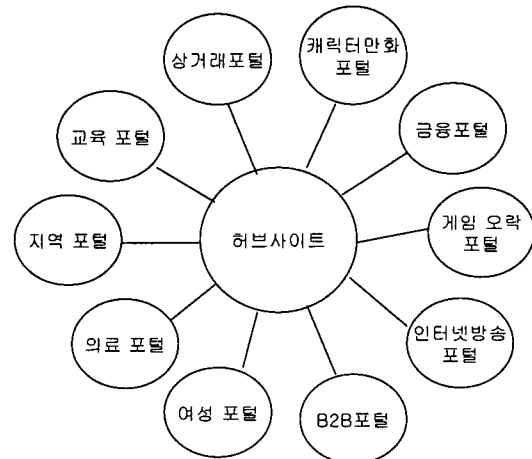 상거래포털
캐릭터만화
포털
교육 포털
금융포털
지역 포털
허브사이트
게임 오락
포털
의료 포털
인터넷방송
포털
여성 포털
B2B포털